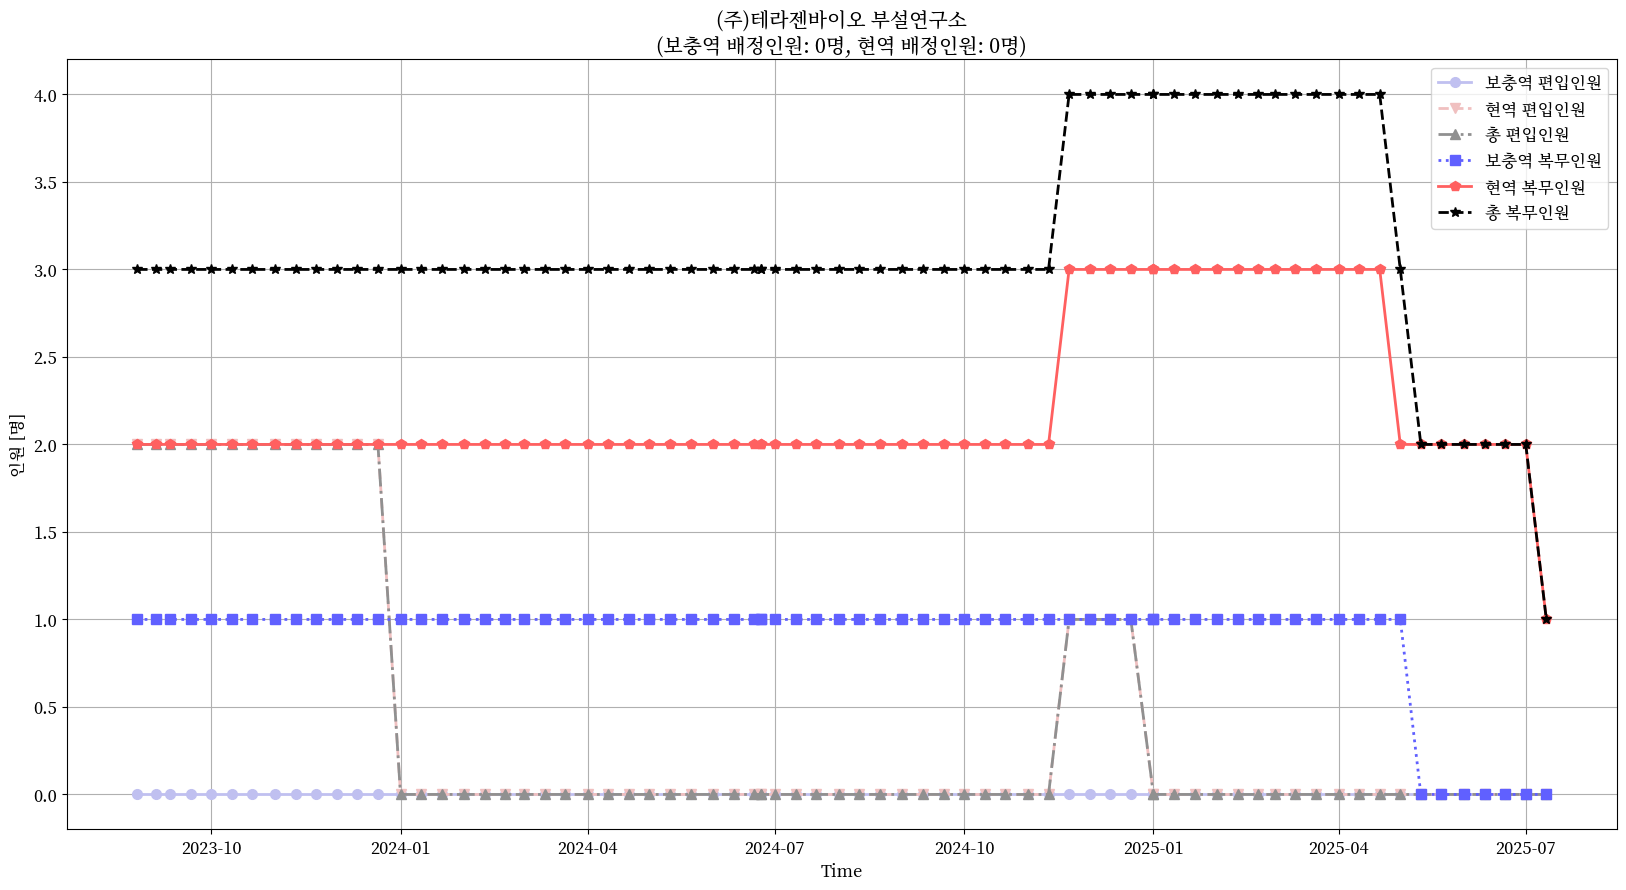 (주)테라젠바이오 부설연구소
(보충역 배정인원: 0명, 현역 배정인원: 0명)
보충역 편입인원
현역 편입인원
총 편입인원
보충역 복무인원
현역 복무인원
총 복무인원
인원 [명]
4.0
3.5
3.0
2.5
2.0
1.5
1.0
0.5
0.0
2023-10
2024-01
2024-04
2024-07
2024-10
2025-01
2025-04
2025-07
Time